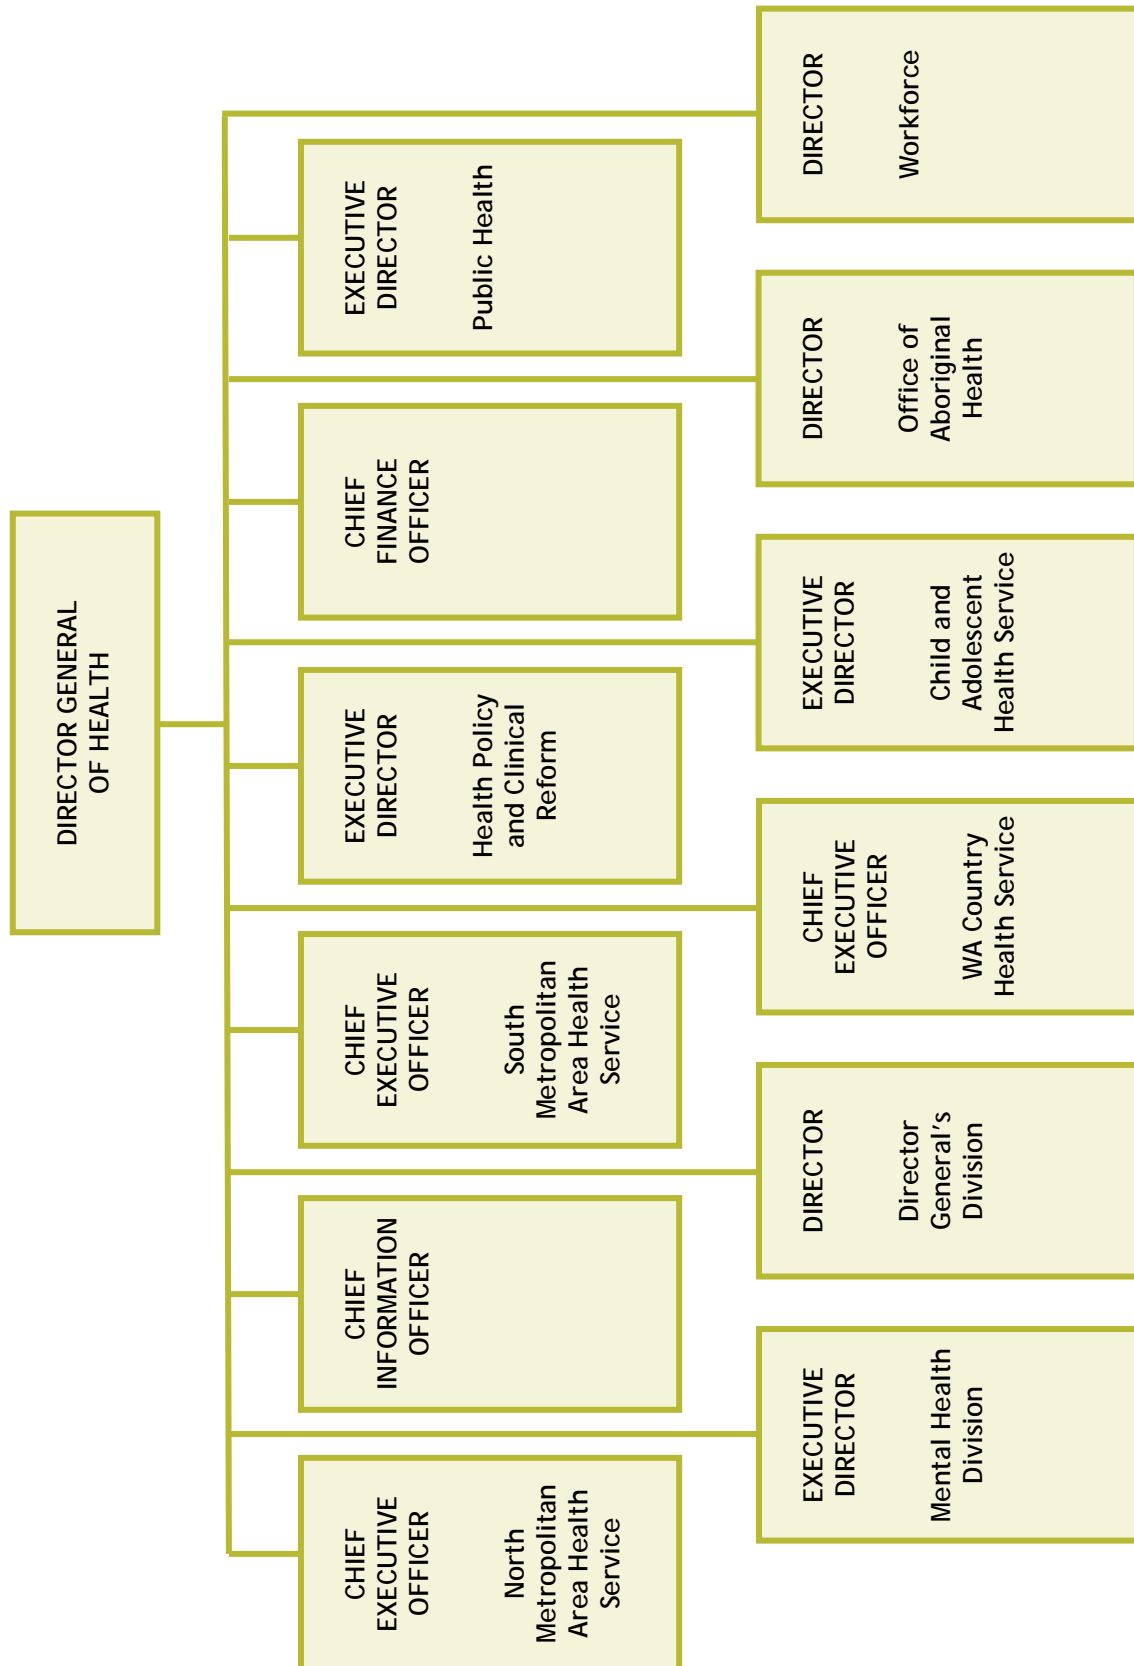 DIRECTOR GENERAL
OF HEALTH
CHIEF
EXECUTIVE
OFFICER
North
Metropolitan
Area Health
Service
CHIEF
INFORMATION
OFFICER
CHIEF
EXECUTIVE
OFFICER
South
Metropolitan
Area Health
Service
EXECUTIVE
DIRECTOR
Health Policy
and Clinical
Reform
CHIEF
FINANCE
OFFICER
EXECUTIVE
DIRECTOR
Public Health
EXECUTIVE
DIRECTOR
Mental Health
Division
DIRECTOR
Director
General's
Division
CHIEF
EXECUTIVE
OFFICER
WA Country
Health Service
EXECUTIVE
DIRECTOR
Child and
Adolescent
Health Service
DIRECTOR
Office of
Aboriginal
Health
DIRECTOR
Workforce